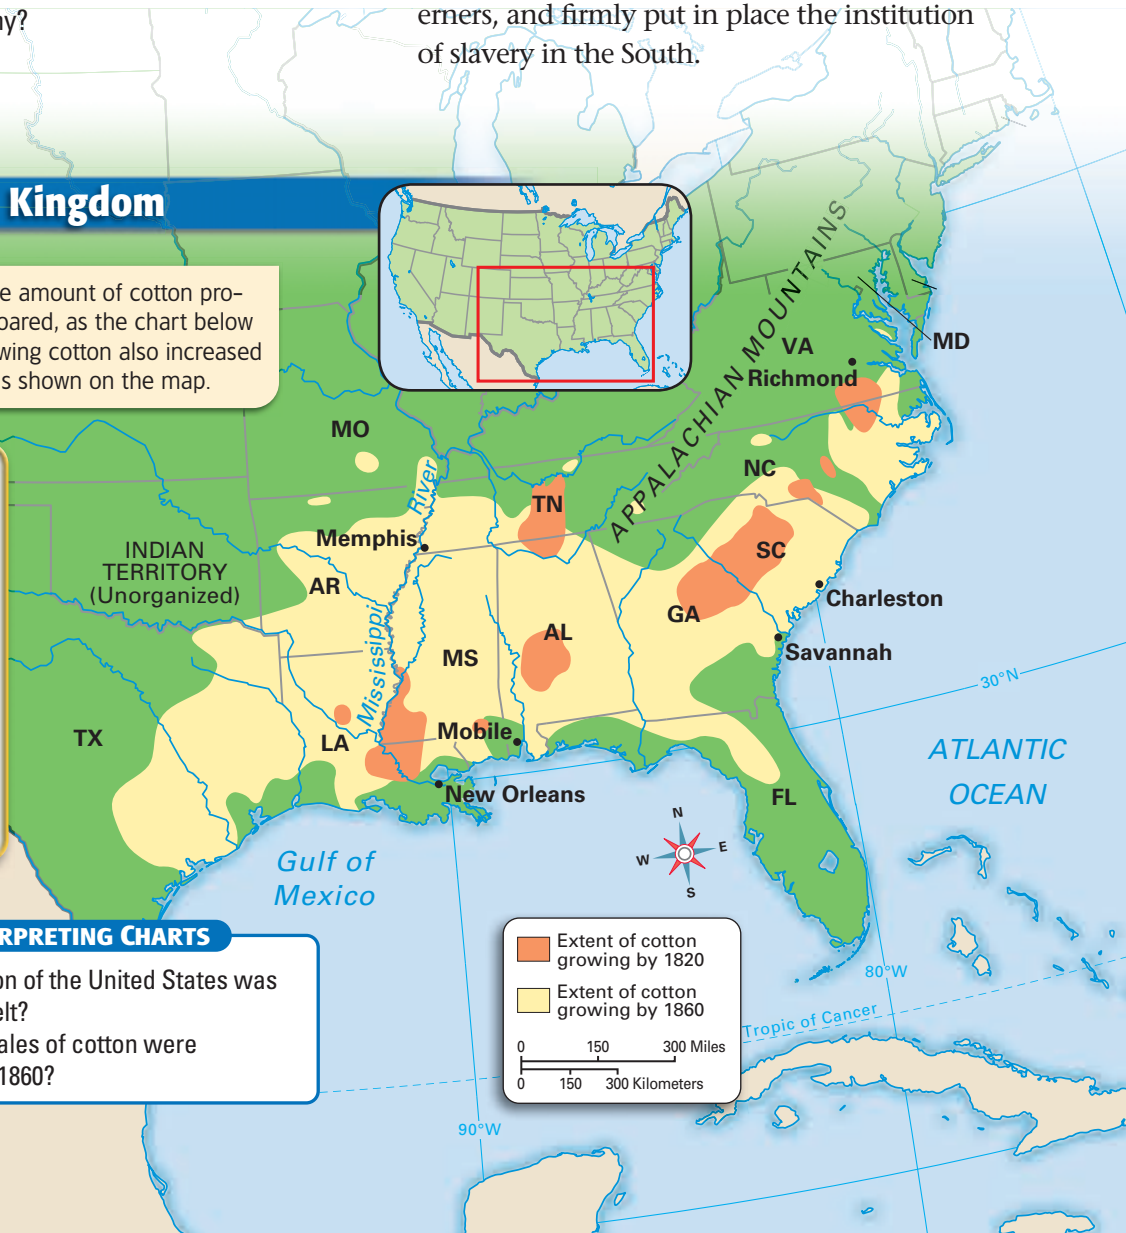 ny?
erners, and firmly put in place the institution
of slavery in the South.
Kingdom
e amount of cotton pro-
oared, as the chart below
wing cotton also increased
s shown on the map.
APPALACHIAN MOUNTAINS
VA
Richmond
MD
MO
NC
River
TN
Memphis
INDIAN
TERRITORY
(Unorganized)
AR
SC
Charleston
GA
AL
MS
Mississippi
Savannah
30°N
TX
LA
Mobile
ATLANTIC
OCEAN
New Orleans
FL
N
W
E
S
Gulf of
Mexico
RPRETING CHARTS
on of the United States was
elt?
ales of cotton were
1860?
Extent of cotton
growing by 1820
Extent of cotton
growing by 1860
0 150 300 Miles
0 150 300 Kilometers
80°W
Tropic of Cancer
90°W